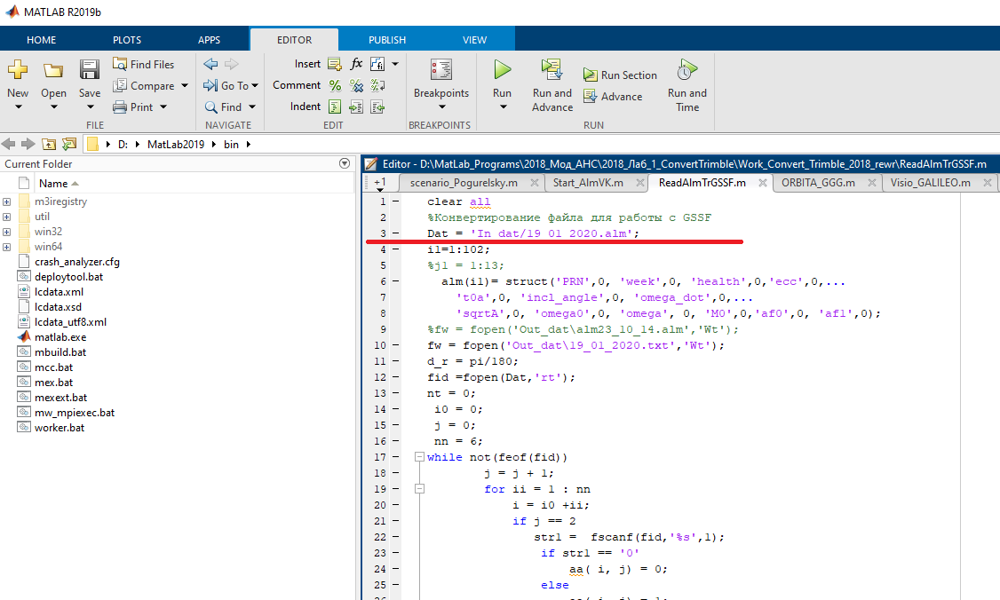 MATLAB R2019b
HOME PLOTS APPS EDITOR PUBLISH VIEW
New Open Save Find Files Compare Print
FILE
Go To Find
NAVIGATE
Insert fx
Comment
Indent
EDIT
Breakpoints
BREAKPOINTS
Run Run and Advance Run Section Advance Run and Time
RUN
D: MatLab2019 bin
Current Folder
Name
m3iregistry
util
win32
win64
crash_analyzer.cfg
deploytool.bat
lcdata.xml
lcdata.xsd
lcdata_utf8.xml
matlab.exe
mbuild.bat
mcc.bat
mex.bat
mexext.bat
mw_mpiexec.bat
worker.bat
Editor - D:\MatLab_Programs\2018_Мод_АНС\2018_Лаб_1_ConvertTrimble\Work_Convert_Trimble_2018_rewr\ReadAlmTrGSSF.m
+1 scenario_Pogurelsky.m Start_AlmVK.m ReadAlmTrGSSF.m ORBITA_GGG.m Visio_GALILEO.m
1 clear all
2 %Конвертирование файла для работы с GSSF
3 Dat = 'In dat/19 01 2020.alm';
4 i1=1:102;
5 %j1 = 1:13;
6 alm(i1)= struct('PRN',0, 'week',0, 'health',0,'ecc',0,...
7 't0a',0, 'incl_angle',0, 'omega_dot',0,...
8 'sqrtA',0, 'omega0',0, 'omega', 0, 'M0',0,'af0',0, 'af1',0);
9 %fw = fopen('Out_dat\alm23_10_14.alm','Wt');
10 fw = fopen('Out_dat\19_01_2020.txt','Wt');
11 d_r = pi/180;
12 fid =fopen(Dat,'rt');
13 nt = 0;
14 i0 = 0;
15 j = 0;
16 nn = 6;
17 while not(feof(fid))
18 j = j + 1;
19 for ii = 1 : nn
20 i = i0 +ii;
21 if j == 2
22 str1 = fscanf(fid,'%s',1);
23 if str1 == '0'
24 aa( i, j) = 0;
25 else